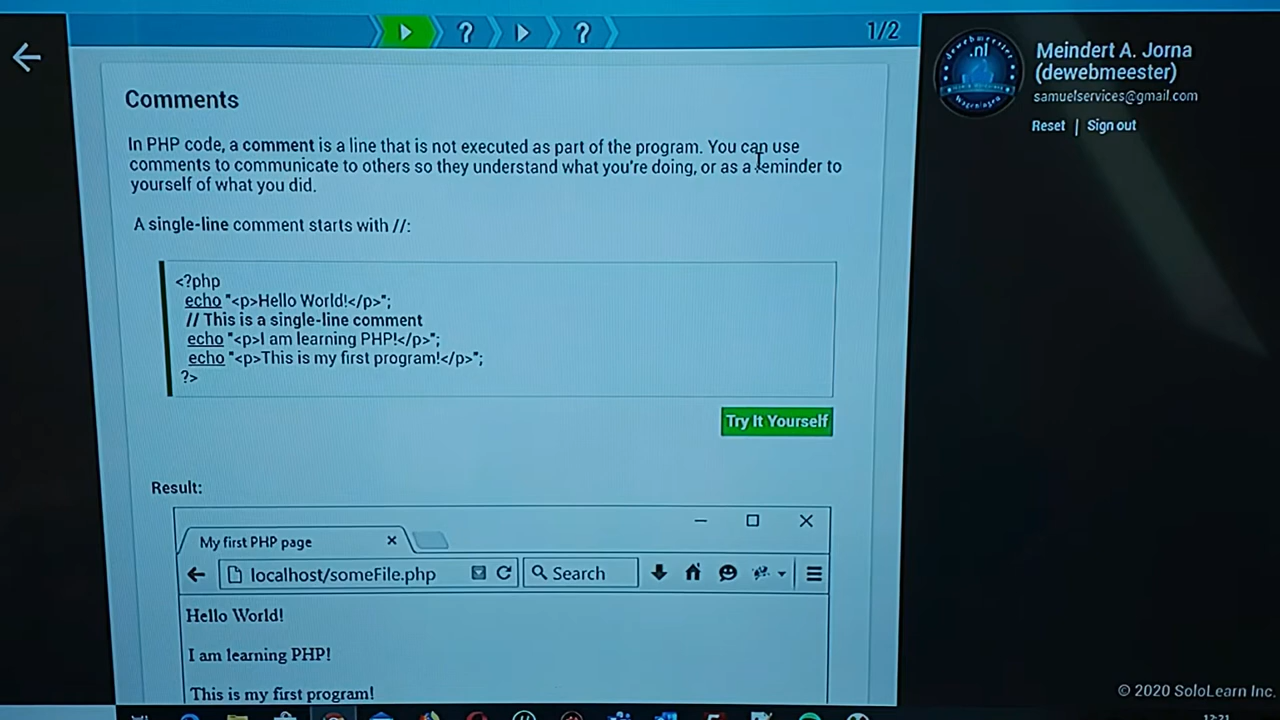 1/2
Comments
In PHP code, a comment is a line that is not executed as part of the program. You can use
comments to communicate to others so they understand what you're doing, or as a reminder to
yourself of what you did.
A single-line comment starts with //:
<?php
echo "<p>Hello World!</p>";
// This is a single-line comment
echo "<p>I am learning PHP!</p>";
echo "<p>This is my first program!</p>";
?>
Try It Yourself
Result:
My first PHP page
localhost/someFile.php
Search
Hello World!
I am learning PHP!
This is my first program!
dewebmeester
.nl
Wageningen
Meindert A. Jorna
(dewebmeester)
samuelservices@gmail.com
Reset | Sign out
© 2020 SoloLearn Inc.